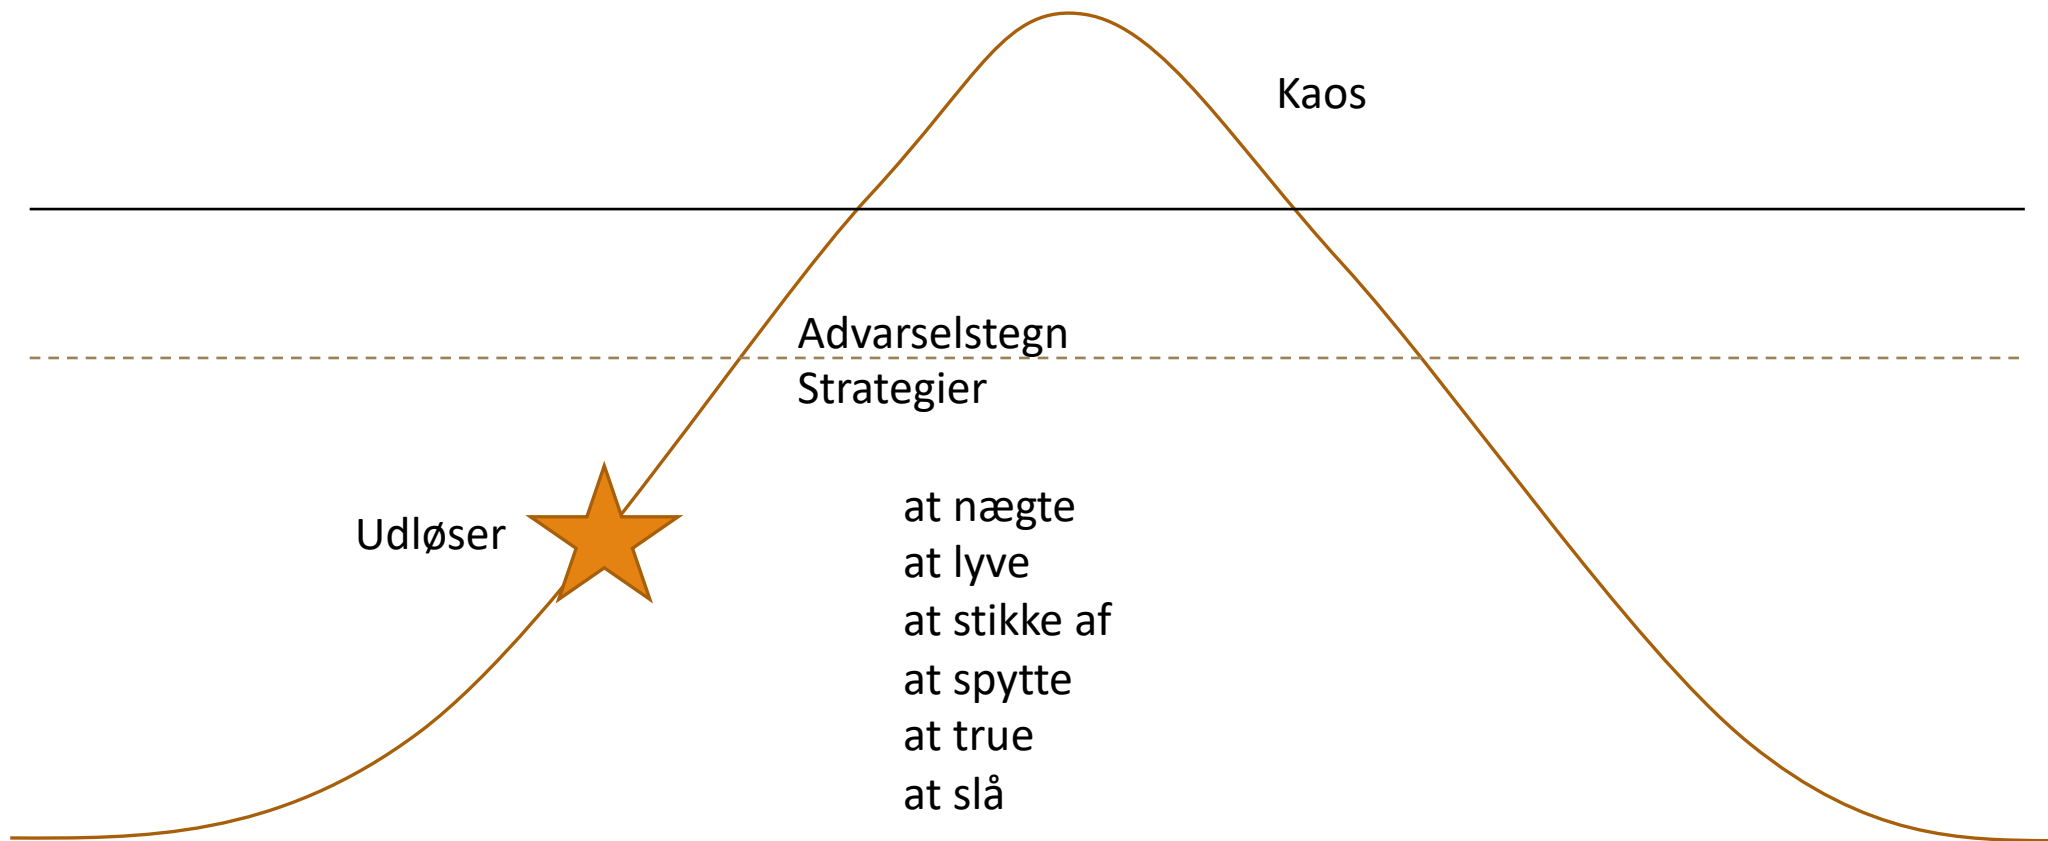 Kaos
Advarselstegn
Strategier
Udløser
at nægte
at lyve
at stikke af
at spytte
at true
at slå